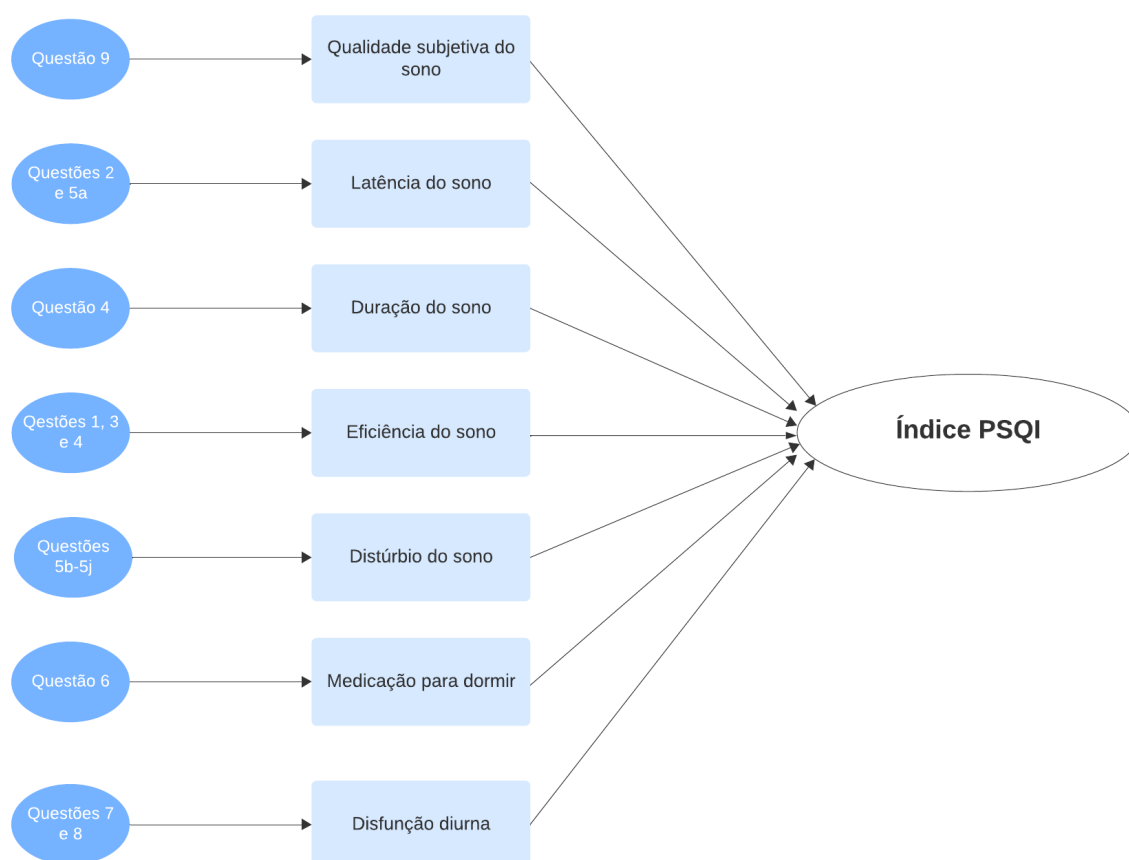 Questão 9
Qualidade subjetiva do
sono
Questões 2
e 5a
Latência do sono
Questão 4
Duração do sono
Qestões 1, 3
e 4
Eficiência do sono
Índice PSQI
Questões
5b-5j
Distúrbio do sono
Questão 6
Medicação para dormir
Questões 7
e 8
Disfunção diurna